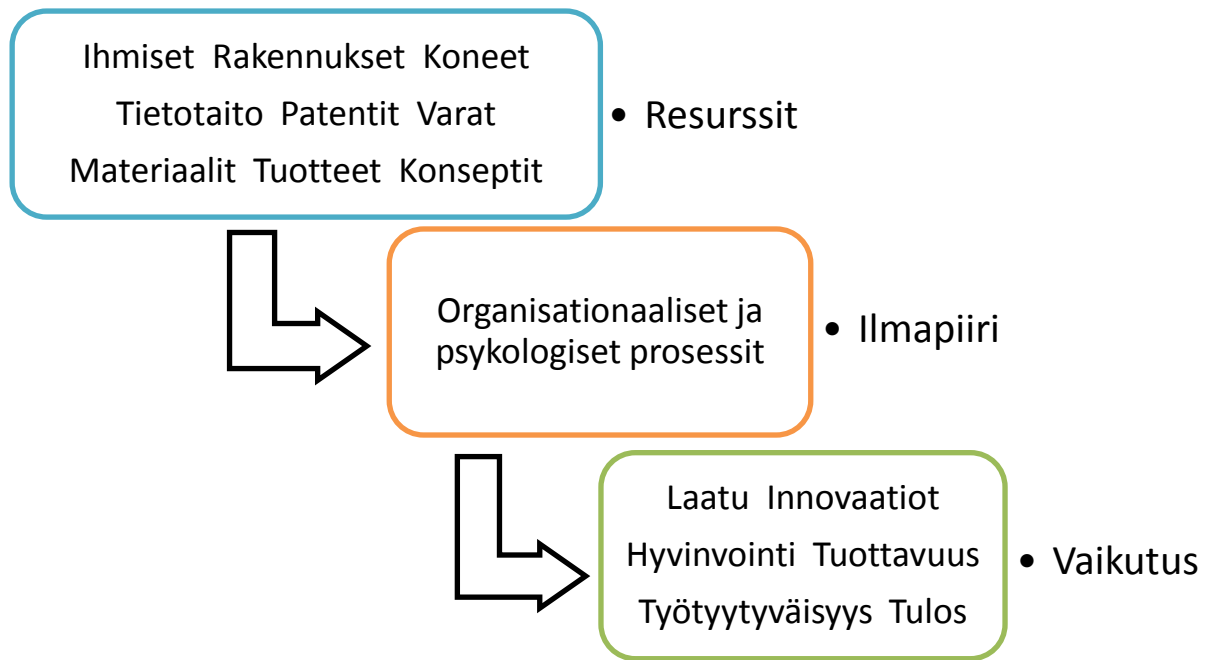 Ihmiset Rakennukset Koneet
Tietotaito Patentit Varat
Materiaalit Tuotteet Konseptit
• Resurssit
Organisationaaliset ja
psykologiset prosessit
• Ilmapiiri
Laatu Innovaatiot
Hyvinvointi Tuottavuus
Työtyytyväisyys Tulos
• Vaikutus